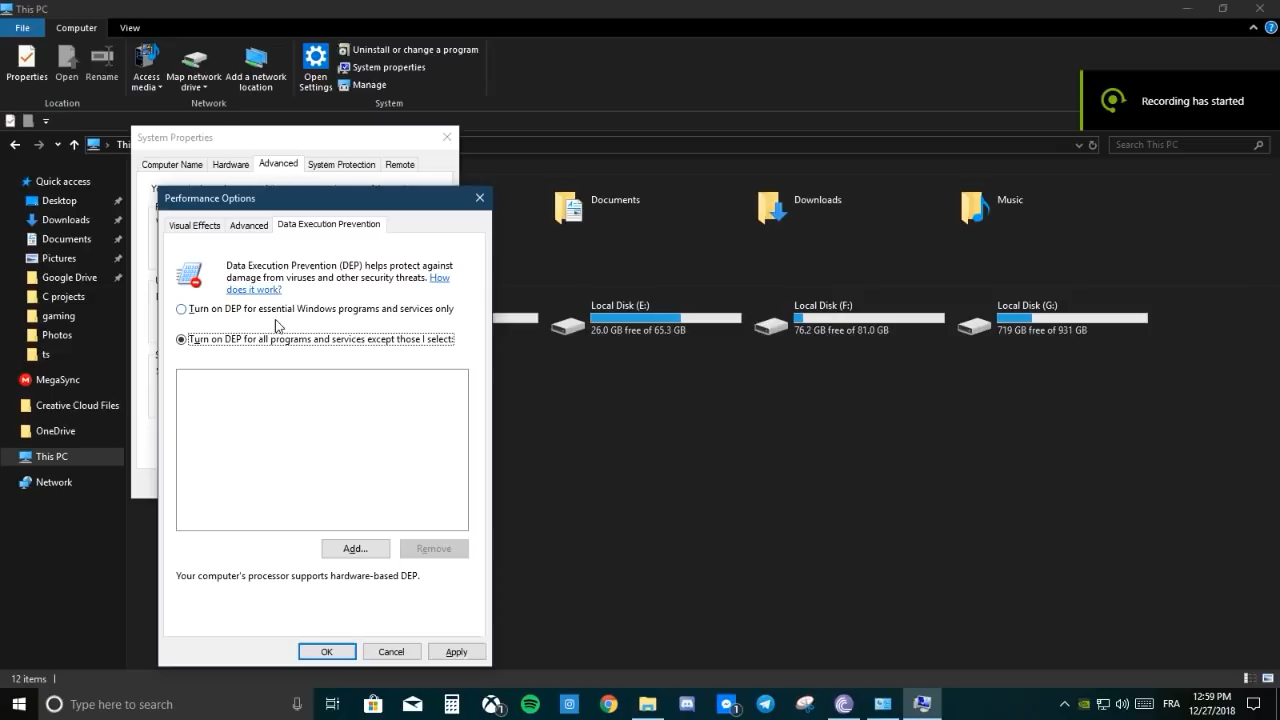 This PC
File
Computer
View
Properties
Open
Rename
Access
media
Map network
drive
Add a network
location
Open
Settings
Uninstall or change a program
System properties
Manage
Location
Network
System
Recording has started
Search This PC
System Properties
Computer Name
Hardware
Advanced
System Protection
Remote
Performance Options
Visual Effects
Advanced
Data Execution Prevention
Data Execution Prevention (DEP) helps protect against
damage from viruses and other security threats. How
does it work?
Turn on DEP for essential Windows programs and services only
Turn on DEP for all programs and services except those I select:
Add...
Remove
Your computer's processor supports hardware-based DEP.
OK
Cancel
Apply
Quick access
Desktop
Downloads
Documents
Pictures
Google Drive
C projects
gaming
Photos
ts
MegaSync
Creative Cloud Files
OneDrive
This PC
Network
Documents
Downloads
Music
Local Disk (E:)
26.0 GB free of 65.3 GB
Local Disk (F:)
76.2 GB free of 81.0 GB
Local Disk (G:)
719 GB free of 931 GB
12 items
Type here to search
1
1
FRA
12:59 PM
12/27/2018